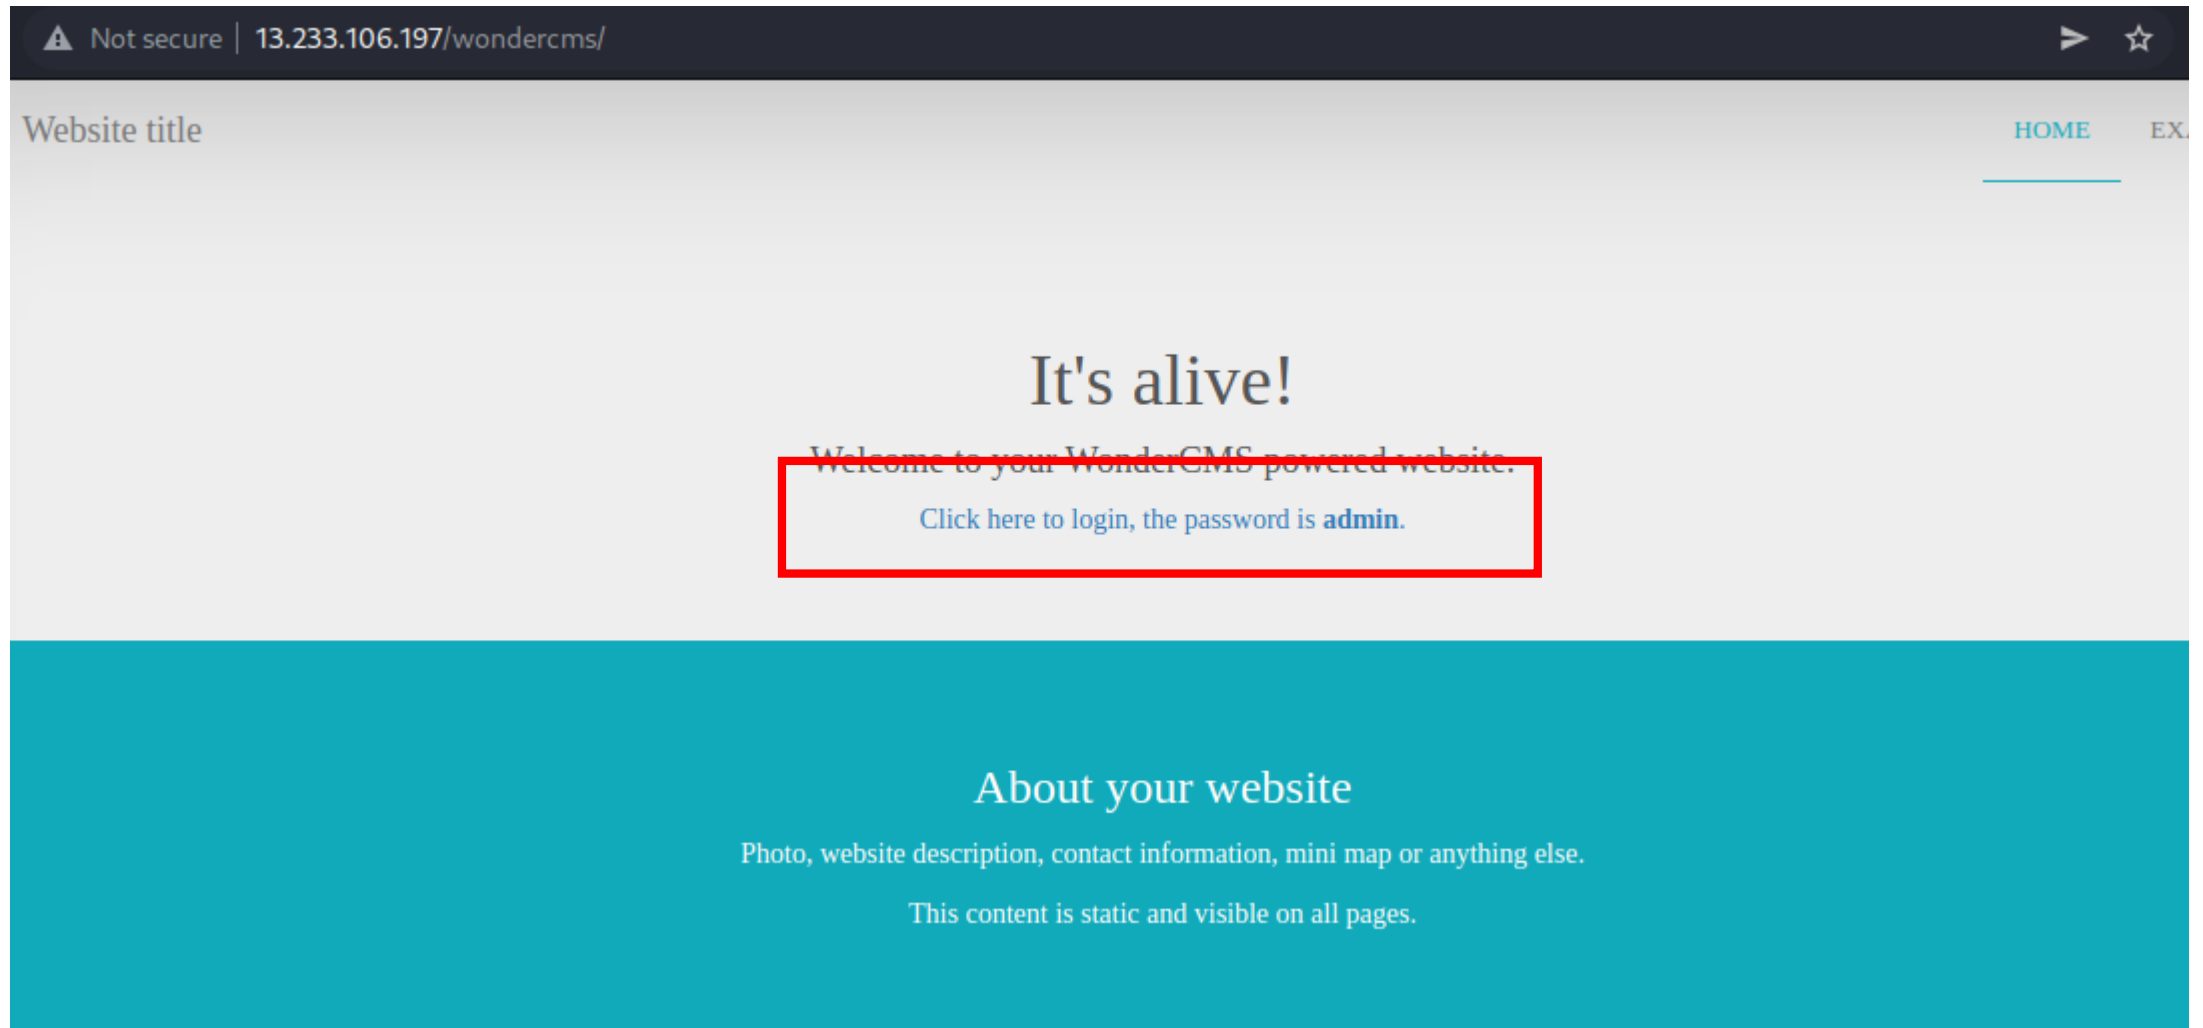 Not secure | 13.233.106.197/wondercms/
Website title
HOME
It's alive!
Welcome to your WonderCMS powered website.
Click here to login, the password is admin.
About your website
Photo, website description, contact information, mini map or anything else.
This content is static and visible on all pages.